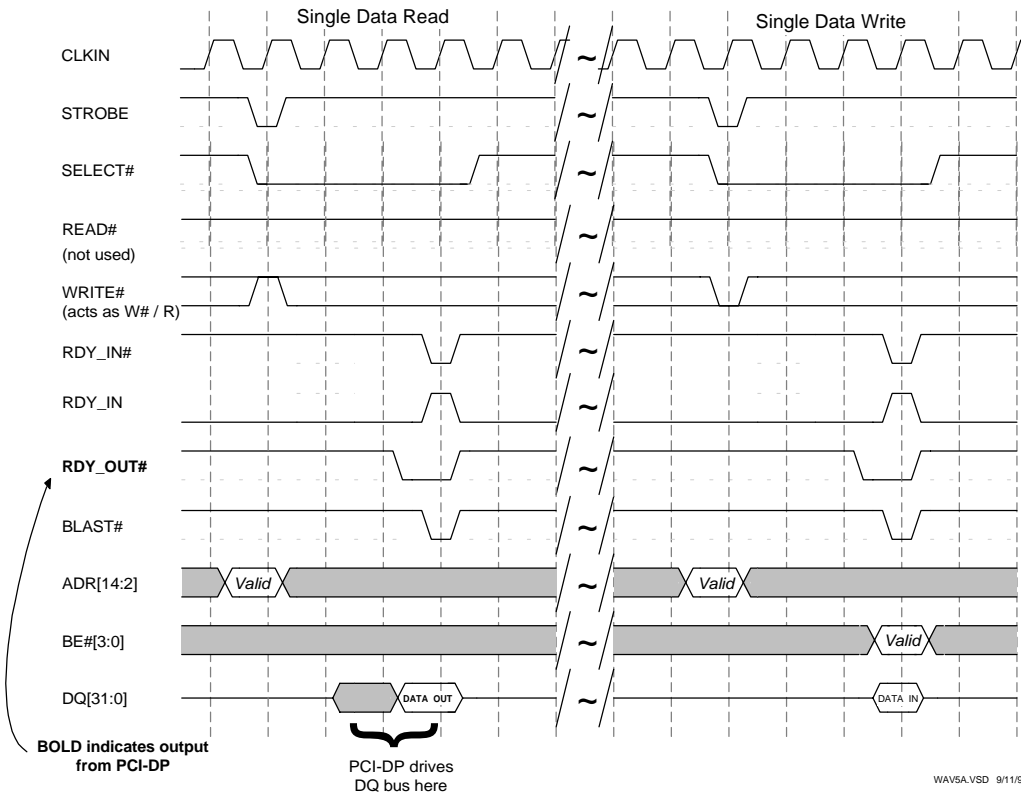 Single Data Read
Single Data Write
CLKIN
~
STROBE
~
SELECT#
~
READ#
(not used)
~
WRITE#
(acts as W# / R)
~
RDY_IN#
~
RDY_IN
~
RDY_OUT#
~
BLAST#
~
ADR[14:2]
Valid
~
Valid
BE#[3:0]
~
Valid
DQ[31:0]
DATA OUT
~
DATA IN
BOLD indicates output
from PCI-DP
PCI-DP drives
DQ bus here
WAV5A.VSD